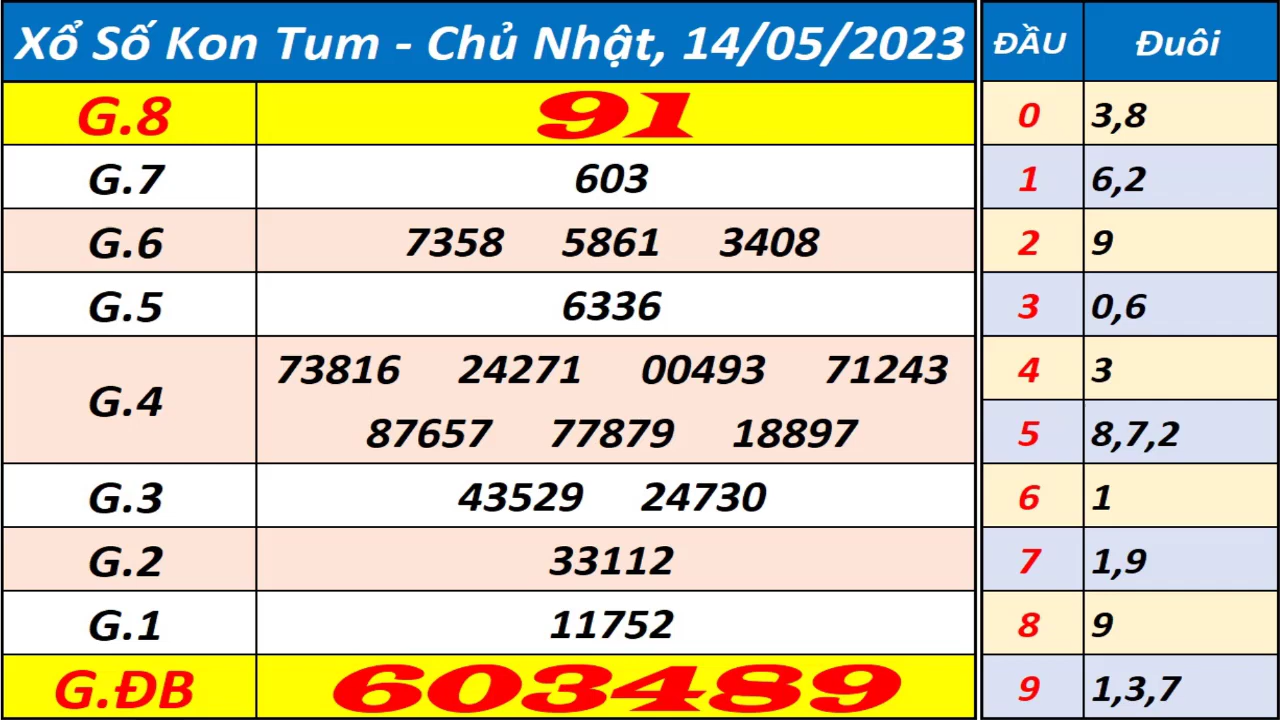 Xổ Số Kon Tum - Chủ Nhật, 14/05/2023 ĐẦU Đuôi
G.8 91 0 3,8
G.7 603 1 6,2
G.6 7358 5861 3408 2 9
G.5 6336 3 0,6
G.4 73816 24271 00493 71243 4 3
87657 77879 18897 5 8,7,2
G.3 43529 24730 6 1
G.2 33112 7 1,9
G.1 11752 8 9
G.ĐB 603489 9 1,3,7